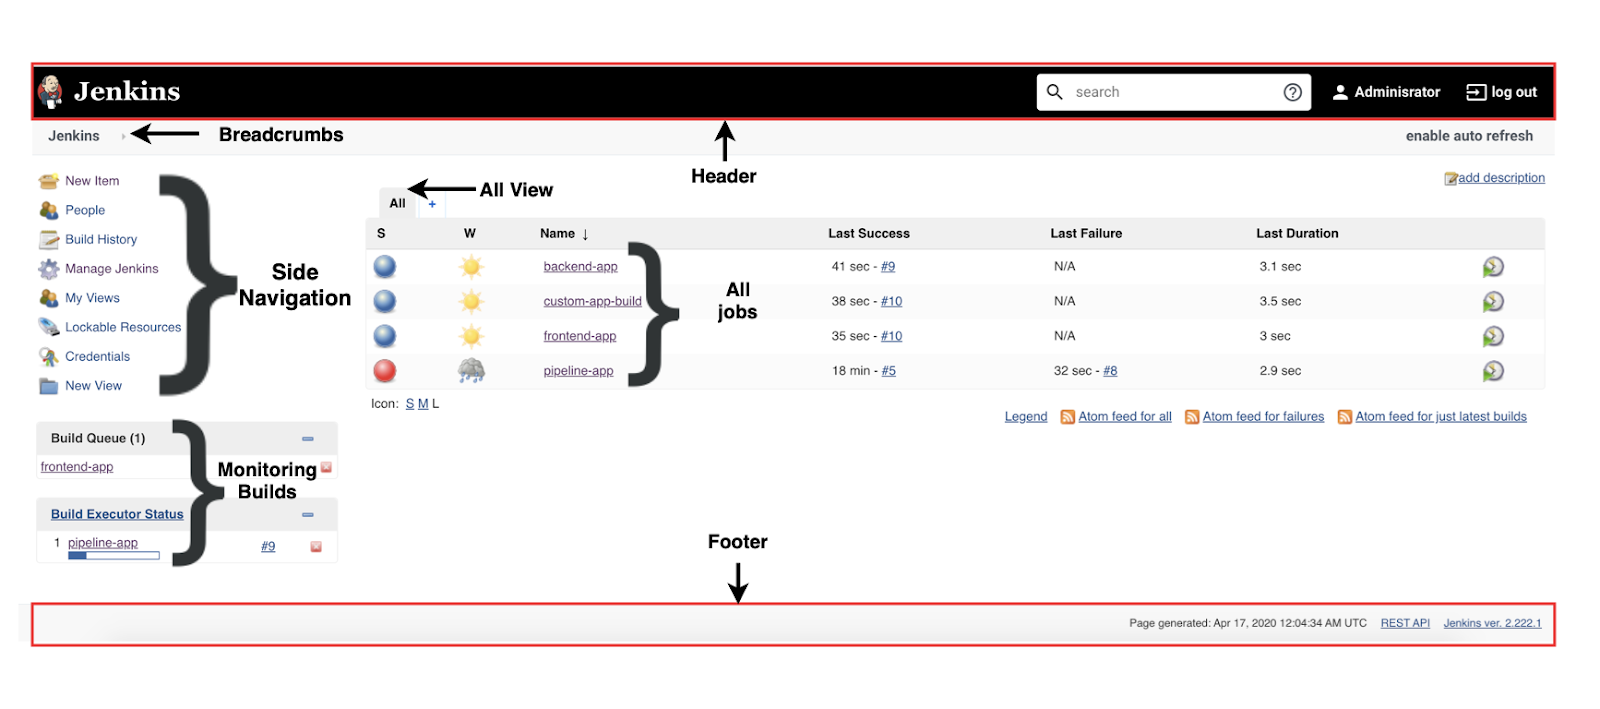 Jenkins
search
Adminisrator
log out
Jenkins
Breadcrumbs
enable auto refresh
Header
New Item
People
Build History
Manage Jenkins
My Views
Lockable Resources
Credentials
New View
Side
Navigation
All View
add description
All +
S W Name ↓ Last Success Last Failure Last Duration
backend-app 41 sec - #9 N/A 3.1 sec
custom-app-build 38 sec - #10 N/A 3.5 sec
frontend-app 35 sec - #10 N/A 3 sec
pipeline-app 18 min - #5 32 sec - #8 2.9 sec
All
jobs
Icon: S M L
Legend Atom feed for all Atom feed for failures Atom feed for just latest builds
Build Queue (1)
frontend-app
Monitoring
Builds
Build Executor Status
1 pipeline-app #9
Footer
Page generated: Apr 17, 2020 12:04:34 AM UTC REST API Jenkins ver. 2.222.1